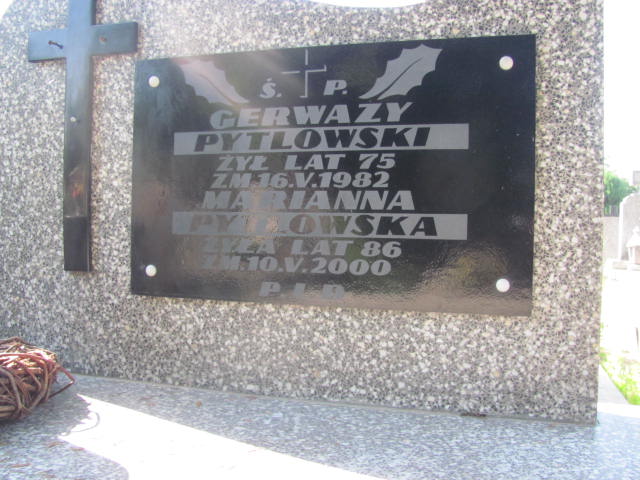 Ś. P.
GERWAZY
PYTLOWSKI
ŻYŁ LAT 75
ZM.16.V.1982
MARIANNA
PYTLOWSKA
ŻYŁA LAT 86
ZM.10.V.2000